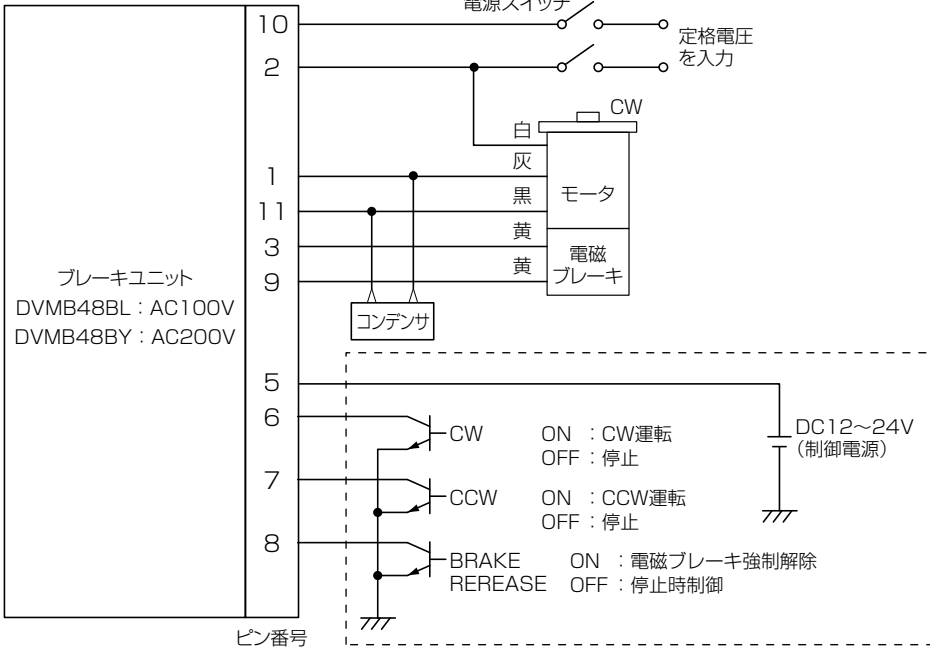 電源スイッチ
10
定格電圧
を入力
2
CW
白
灰
1
黒
モータ
11
黄
3
電磁
ブレーキ
黄
9
ブレーキユニット
DVMB48BL：AC100V
DVMB48BY：AC200V
コンデンサ
5
6
CW ON ：CW運転
OFF：停止
DC12～24V
（制御電源）
7
CCW ON ：CCW運転
OFF：停止
8
BRAKE ON ：電磁ブレーキ強制解除
REREASE OFF：停止時制御
ピン番号